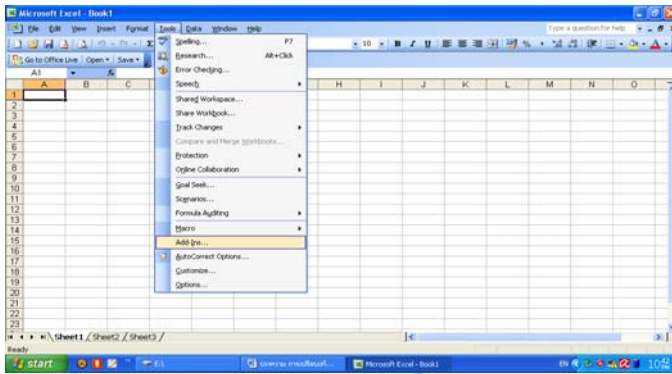 Microsoft Excel - Book1
File Edit View Insert Format Tools Data Window Help
Type a question for help
10
Go to Office Live Open Save
A1
A B C H I J K L M N O
Spelling... F7
Research... Alt+Click
Error Checking...
Speech
Shared Workspace...
Share Workbook...
Track Changes
Compare and Merge Workbooks...
Protection
Online Collaboration
Goal Seek...
Scenarios...
Formula Auditing
Macro
Add-Ins...
AutoCorrect Options...
Customize...
Options...
1
2
3
4
5
6
7
8
9
10
11
12
13
14
15
16
17
18
19
20
21
22
23
Sheet1 Sheet2 Sheet3
Ready
start E:\ Microsoft Excel - Book1 EN